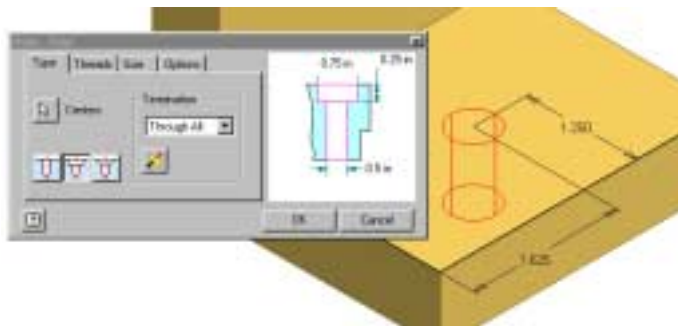 Type Threads Size Options
Centers
Termination
Through All
0.75 in
0.25 in
0.5 in
OK
Cancel
1.250
1.625